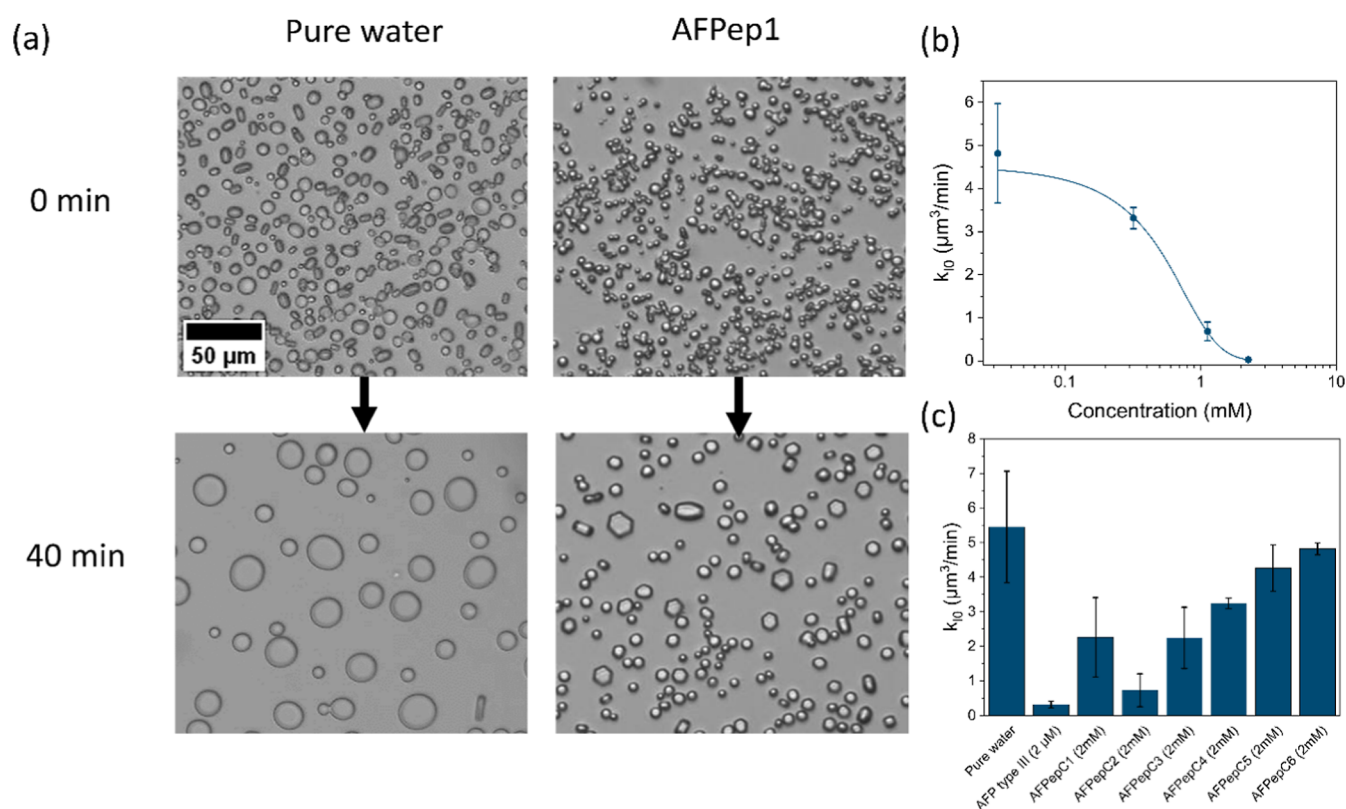 (a)
Pure water
AFPep1
0 min
50 µm
40 min
(b)
k_I0 (µm³/min)
6
5
4
3
2
1
0
0.1
1
10
Concentration (mM)
(c)
k_I0 (µm³/min)
8
7
6
5
4
3
2
1
0
Pure water
AFP type III (2 µM)
AFPepC1 (2mM)
AFPepC2 (2mM)
AFPepC3 (2mM)
AFPepC4 (2mM)
AFPepC5 (2mM)
AFPepC6 (2mM)